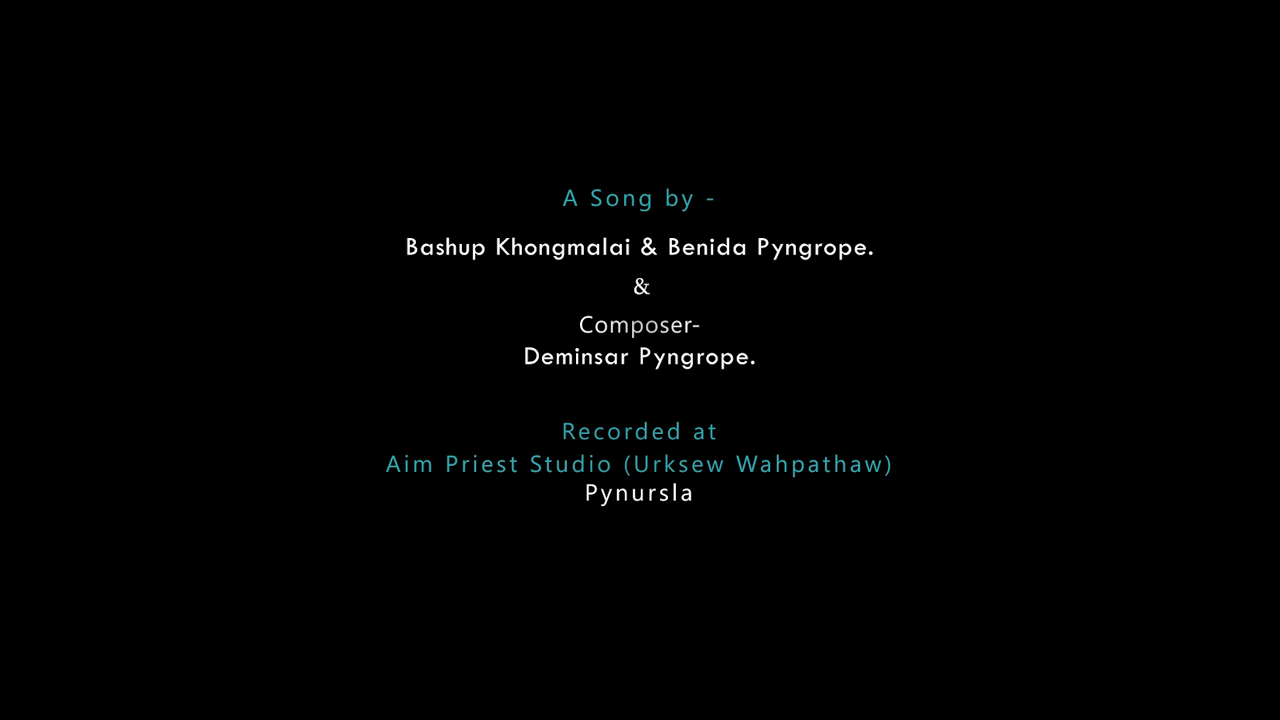 A Song by -
Bashup Khongmalai & Benida Pyngrope.
&
Composer-
Deminsar Pyngrope.
Recorded at
Aim Priest Studio (Urksew Wahpathaw)
Pynursla